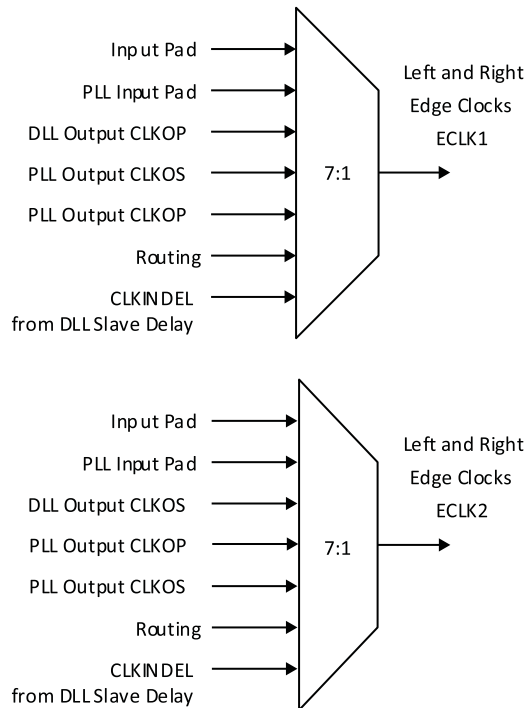 Input Pad
PLL Input Pad
DLL Output CLKOP
PLL Output CLKOS
PLL Output CLKOP
Routing
CLKINDEL
from DLL Slave Delay
7:1
Left and Right
Edge Clocks
ECLK1
Input Pad
PLL Input Pad
DLL Output CLKOS
PLL Output CLKOP
PLL Output CLKOS
Routing
CLKINDEL
from DLL Slave Delay
7:1
Left and Right
Edge Clocks
ECLK2